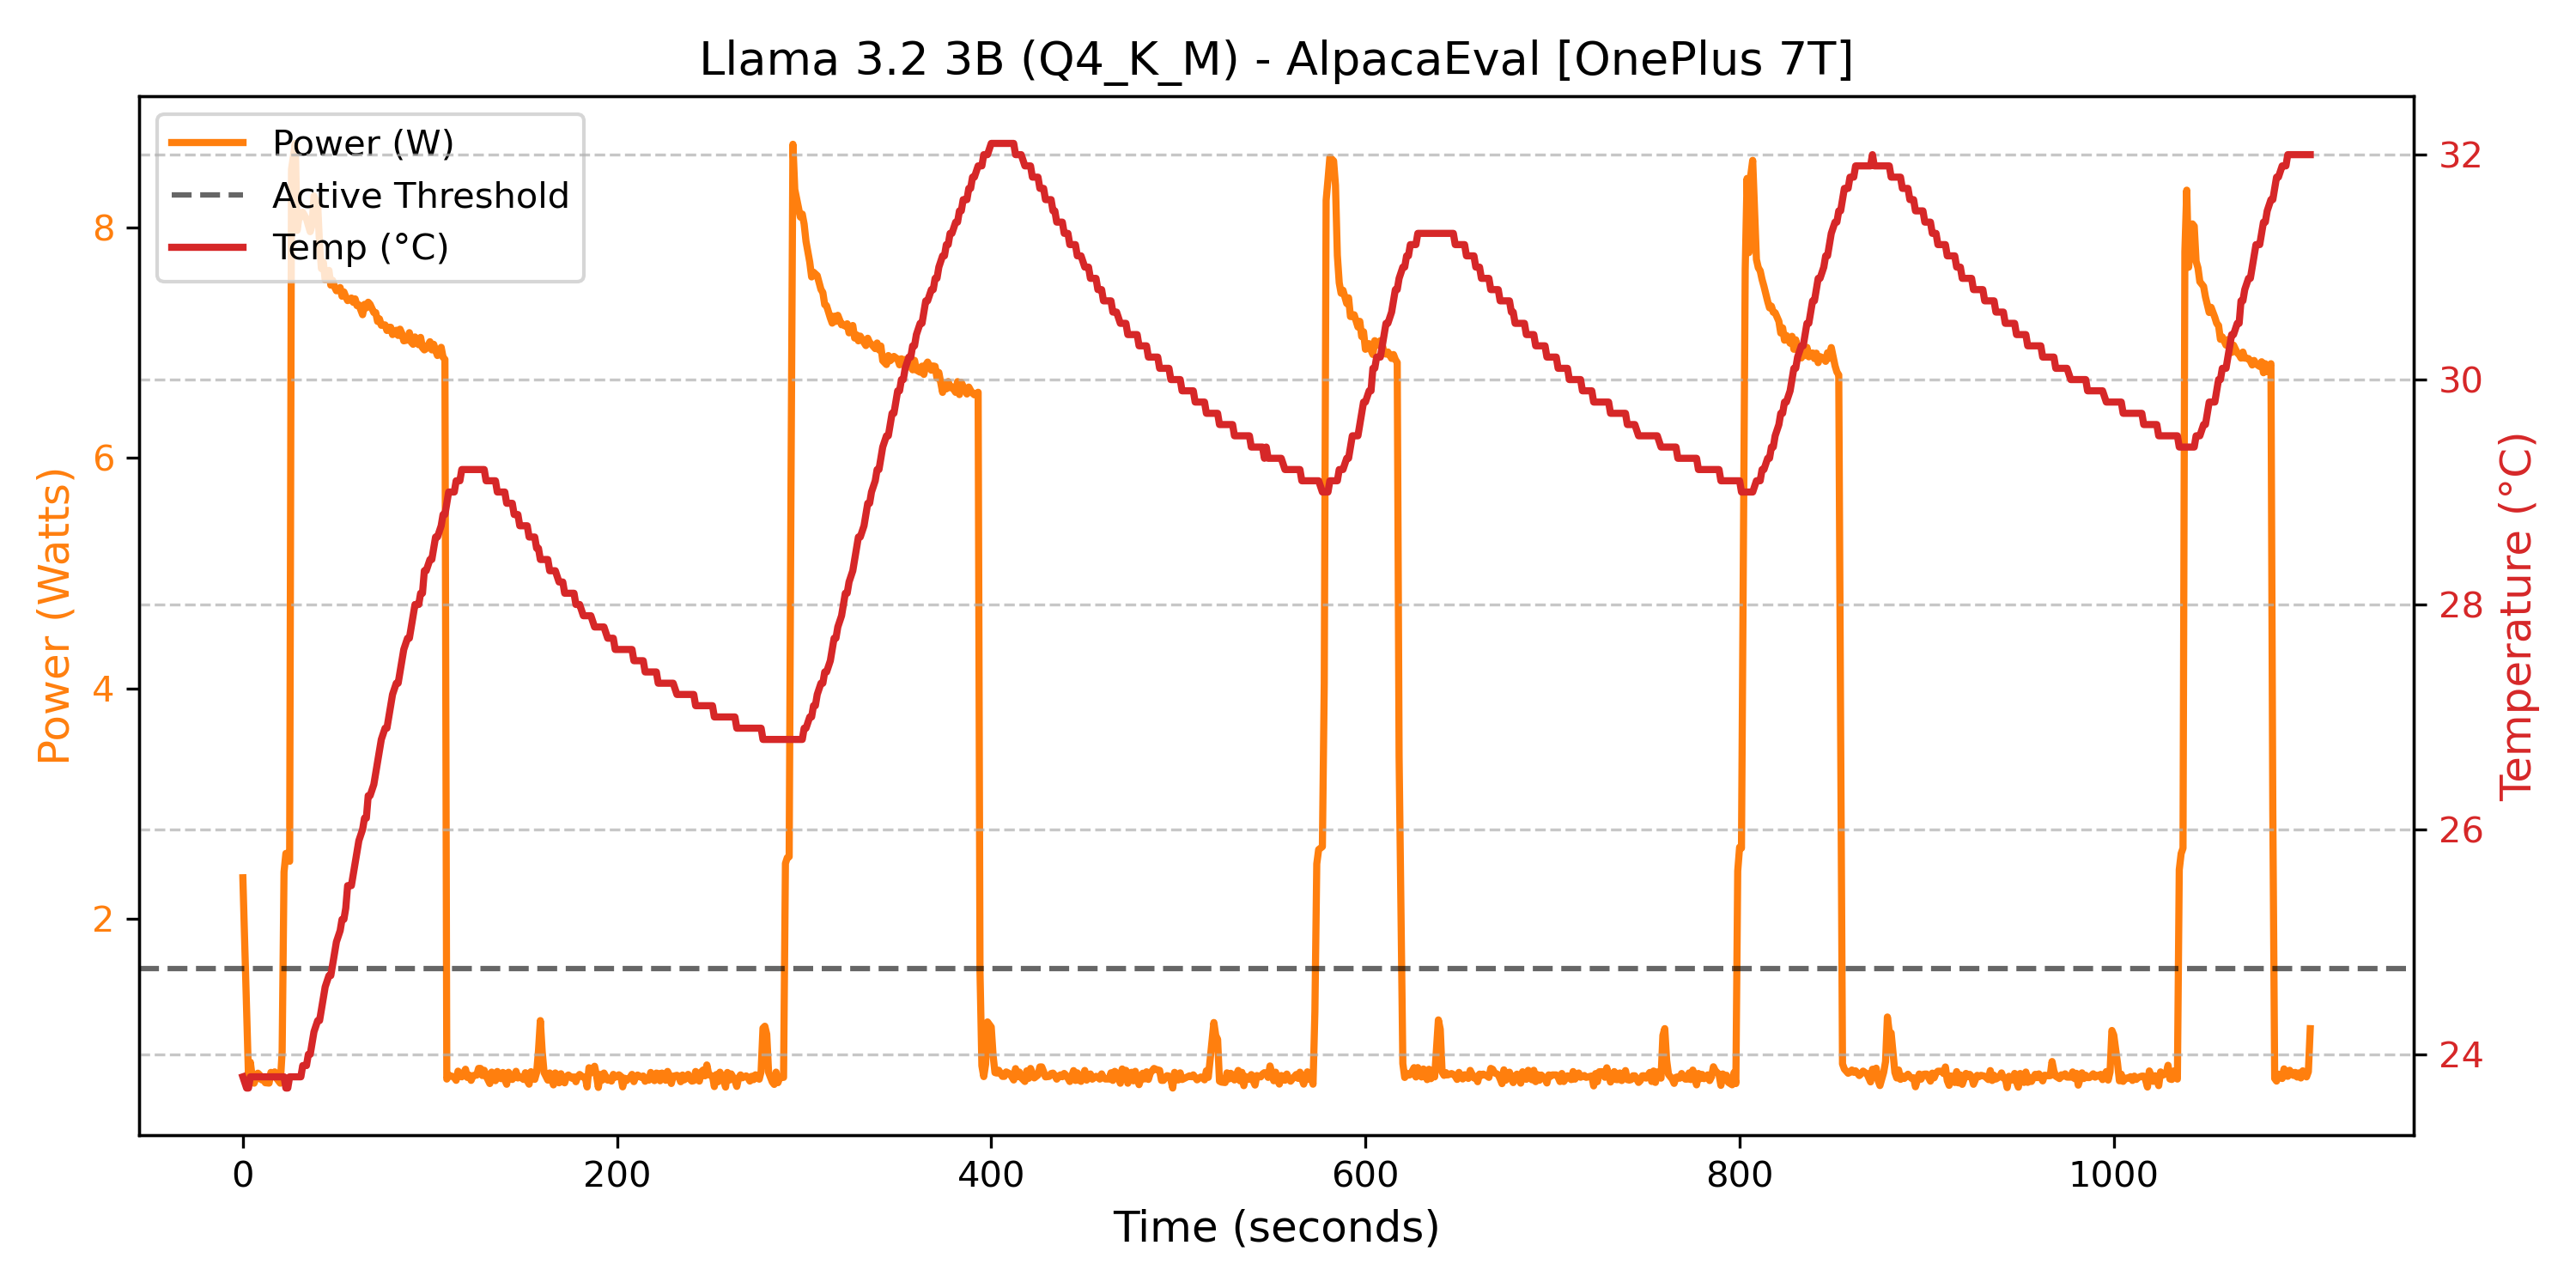 Llama 3.2 3B (Q4_K_M) - AlpacaEval [OnePlus 7T]
Power (W)
Active Threshold
Temp (°C)
Power (Watts)
8
6
4
2
32
30
28
26
24
Temperature (°C)
0 200 400 600 800 1000
Time (seconds)